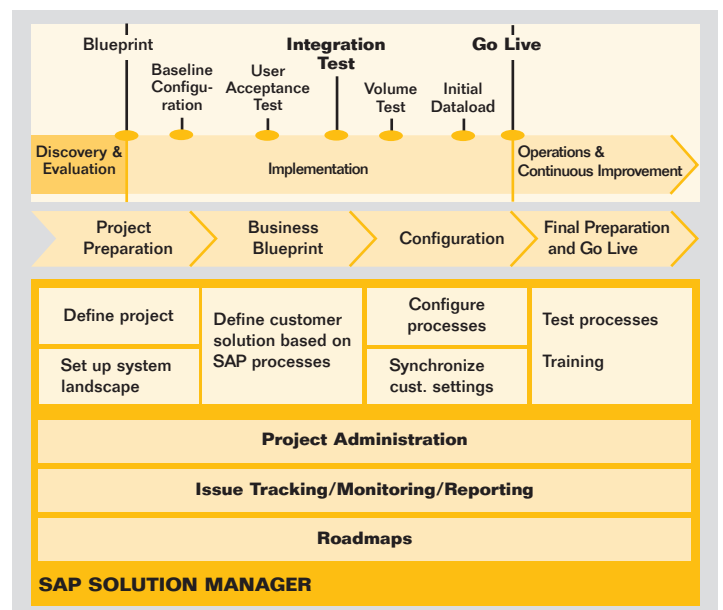 Blueprint
Integration
Test
Go Live
Baseline
Configu-
ration
User
Acceptance
Test
Volume
Test
Initial
Dataload
Discovery &
Evaluation
Implementation
Operations &
Continuous Improvement
Project
Preparation
Business
Blueprint
Configuration
Final Preparation
and Go Live
Define project
Set up system
landscape
Define customer
solution based on
SAP processes
Configure
processes
Synchronize
cust. settings
Test processes
Training
Project Administration
Issue Tracking/Monitoring/Reporting
Roadmaps
SAP SOLUTION MANAGER